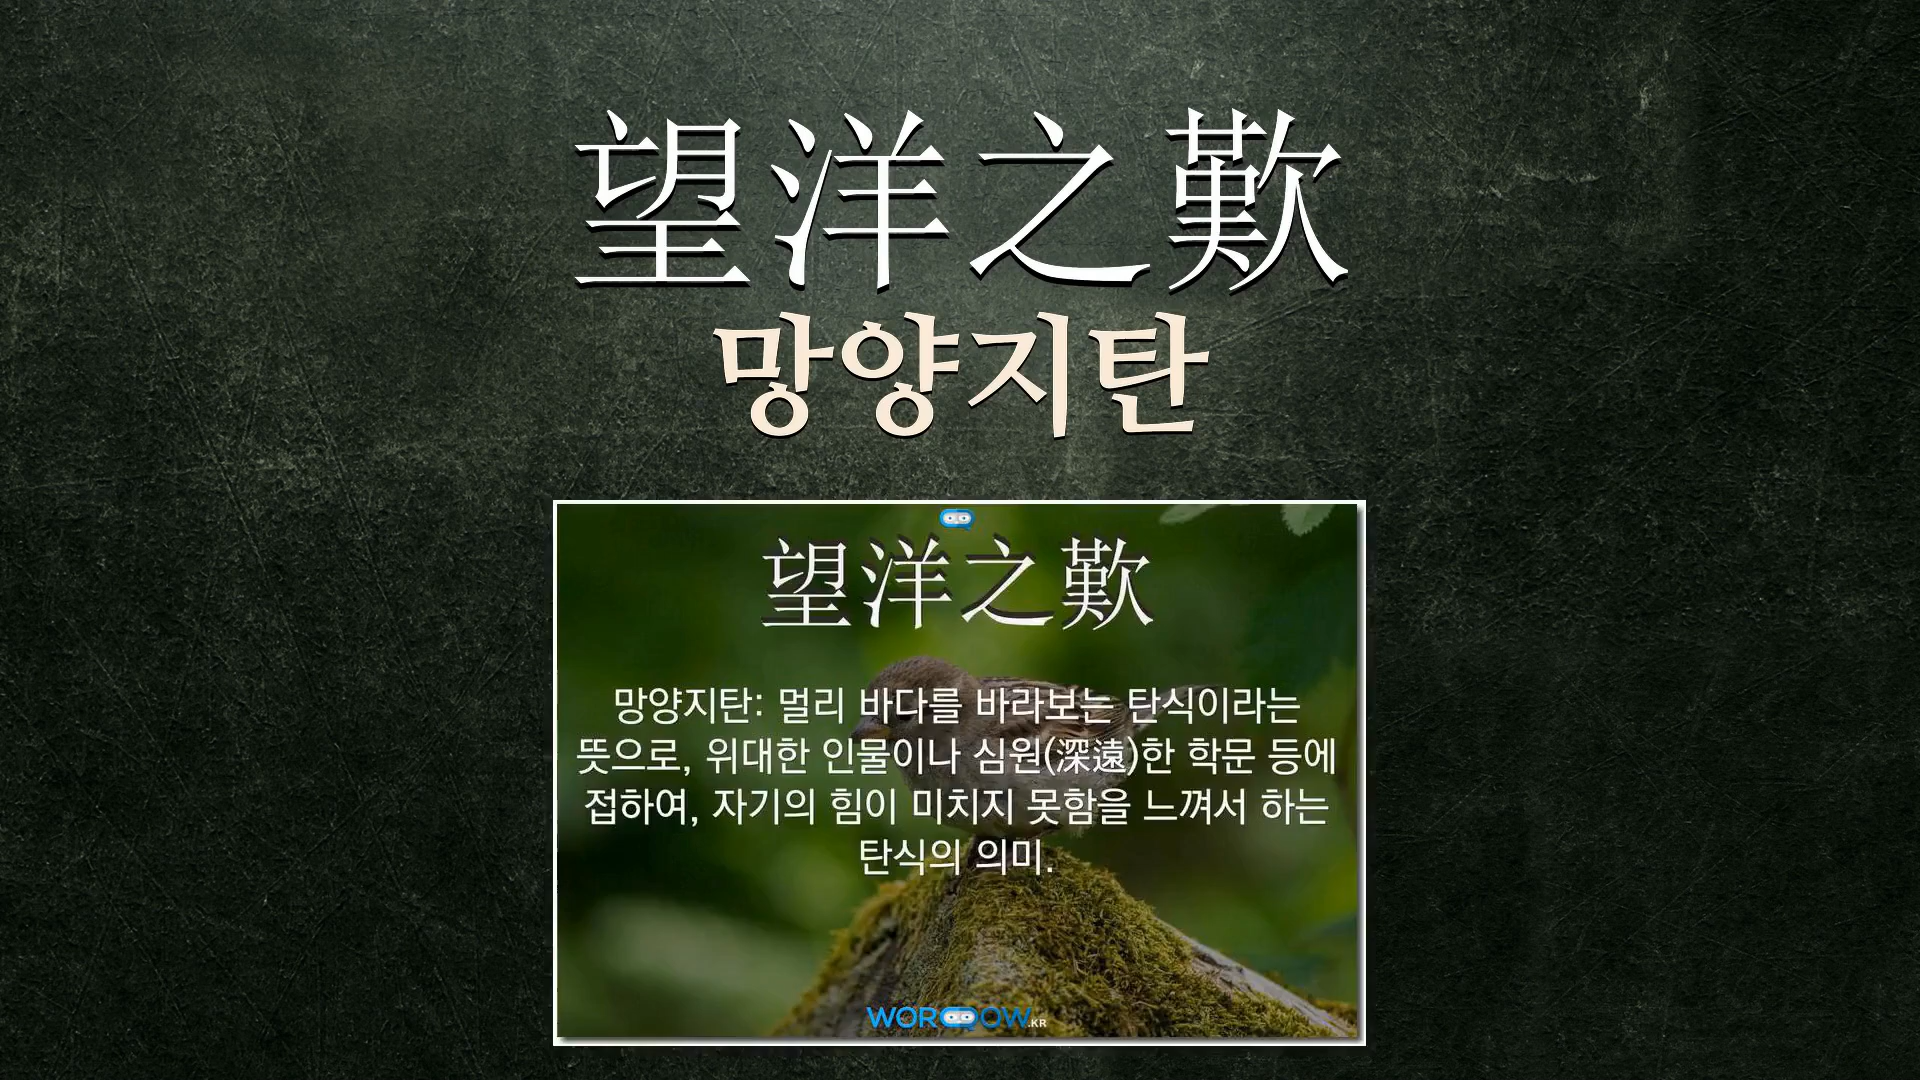 望洋之歎
망양지탄
望洋之歎
망양지탄: 멀리 바다를 바라보는 탄식이라는
뜻으로, 위대한 인물이나 심원(深遠)한 학문 등에
접하여, 자기의 힘이 미치지 못함을 느껴서 하는
탄식의 의미.
WORDROW.KR